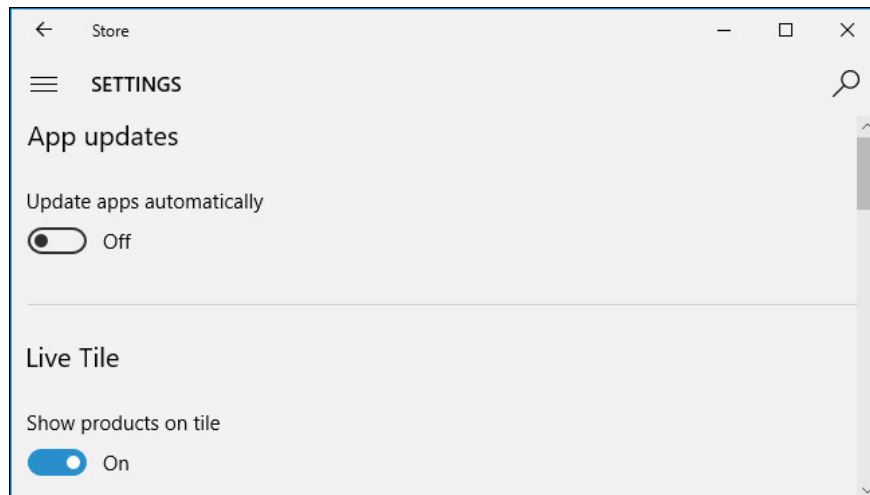 Store
SETTINGS
App updates
Update apps automatically
Off
Live Tile
Show products on tile
On